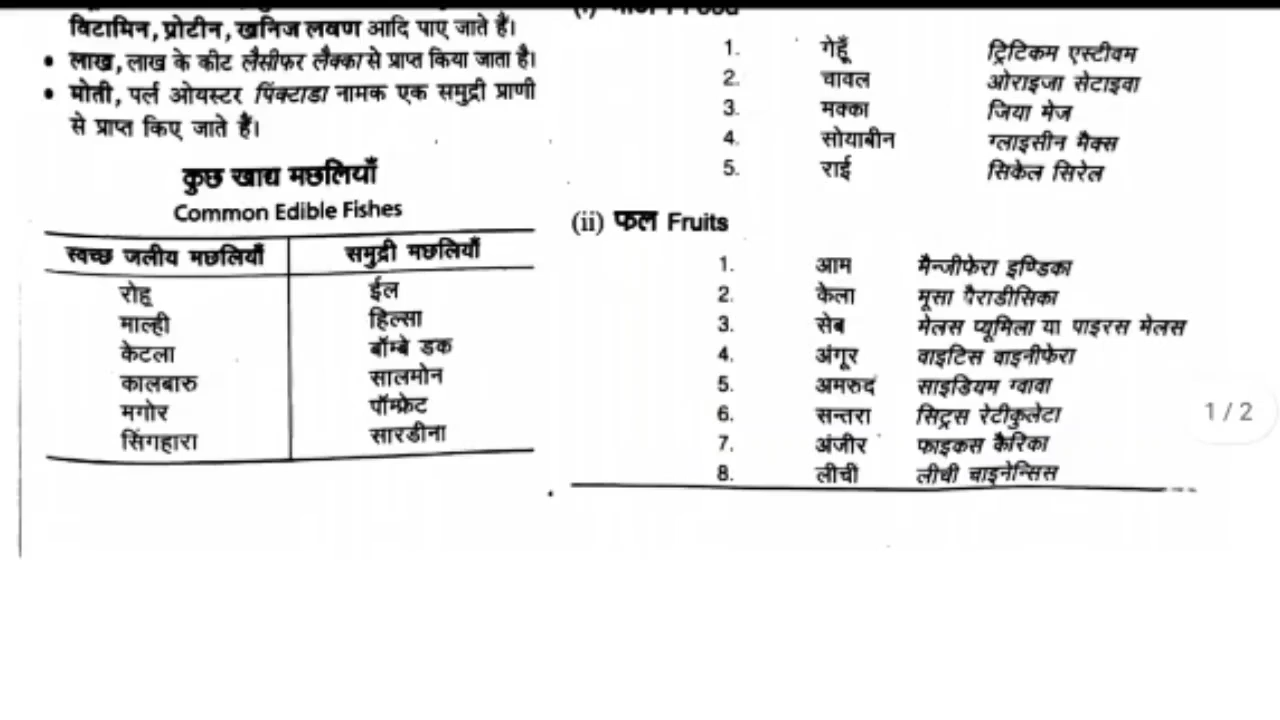 विटामिन, प्रोटीन, खनिज लवण आदि पाए जाते हैं।
• लाख, लाख के कीट लैसीफर लैक्का से प्राप्त किया जाता है।
• मोती, पर्ल ओयस्टर पिंक्टाडा नामक एक समुद्री प्राणी
से प्राप्त किए जाते हैं।
कुछ खाद्य मछलियाँ
Common Edible Fishes
स्वच्छ जलीय मछलियाँ समुद्री मछलियाँ
रोहू ईल
माल्ही हिल्सा
केटला बॉम्बे डक
कालबारु सालमोन
मगोर पॉम्फ्रेट
सिंगहारा सारडीना
1. गेहूँ ट्रिटिकम एस्टीवम
2. चावल ओराइजा सेटाइवा
3. मक्का जिया मेज
4. सोयाबीन ग्लाइसीन मैक्स
5. राई सिकेल सिरेल
(ii) फल Fruits
1. आम मैन्जीफेरा इण्डिका
2. केला मूसा पैराडीसिका
3. सेब मेलस प्यूमिला या पाइरस मेलस
4. अंगूर वाइटिस वाइनीफेरा
5. अमरुद साइडियम ग्वावा
6. सन्तरा सिट्रस रेटीकुलेटा
7. अंजीर फाइकस कैरिका
8. लीची लीची चाइनेन्सिस
1 / 2